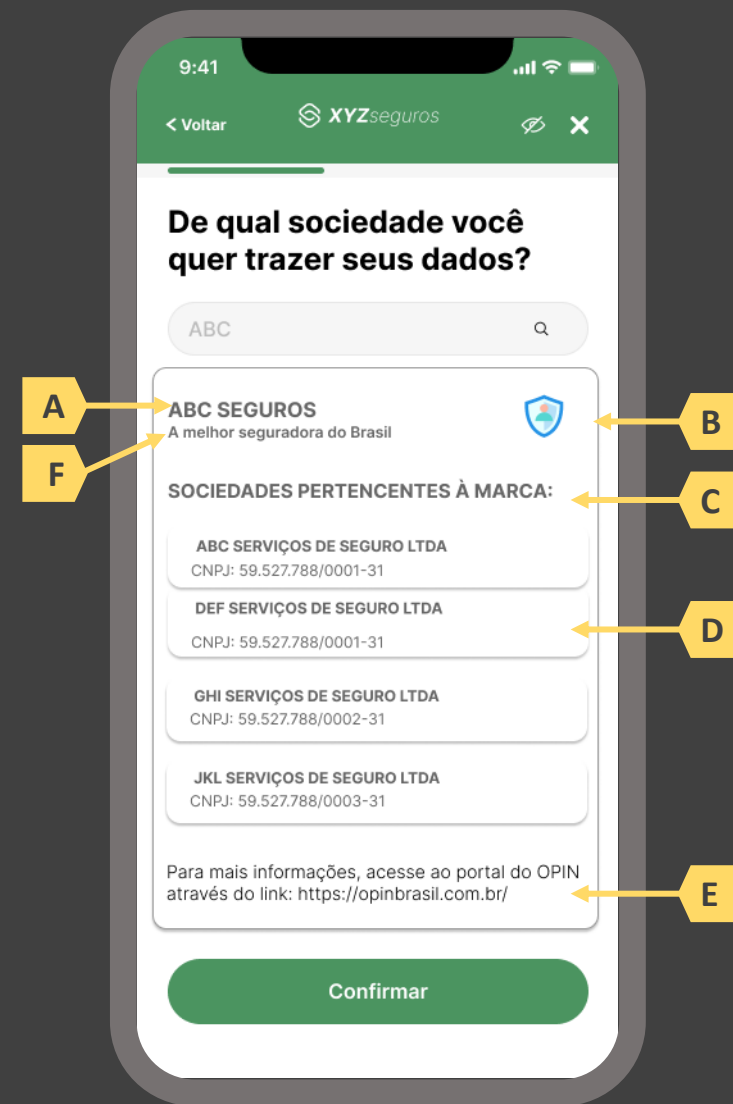 9:41
Voltar
XYZseguros
De qual sociedade você
quer trazer seus dados?
ABC
A
ABC SEGUROS
B
F
A melhor seguradora do Brasil
SOCIEDADES PERTENCENTES À MARCA:
C
ABC SERVIÇOS DE SEGURO LTDA
CNPJ: 59.527.788/0001-31
DEF SERVIÇOS DE SEGURO LTDA
D
CNPJ: 59.527.788/0001-31
GHI SERVIÇOS DE SEGURO LTDA
CNPJ: 59.527.788/0002-31
JKL SERVIÇOS DE SEGURO LTDA
CNPJ: 59.527.788/0003-31
Para mais informações, acesse ao portal do OPIN
através do link: https://opinbrasil.com.br/
E
Confirmar